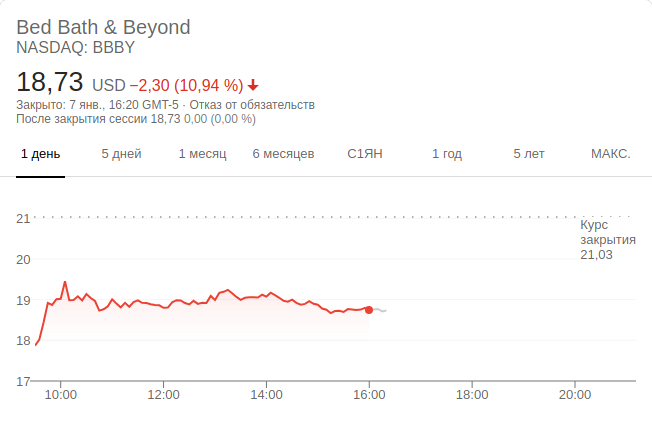 Bed Bath & Beyond
NASDAQ: BBBY
18,73 USD −2,30 (10,94 %)
Закрыто: 7 янв., 16:20 GMT-5 · Отказ от обязательств
После закрытия сессии 18,73 0,00 (0,00 %)
1 день 5 дней 1 месяц 6 месяцев С1ЯН 1 год 5 лет МАКС.
21
Курс
закрытия
21,03
20
19
18
17
10:00 12:00 14:00 16:00 18:00 20:00